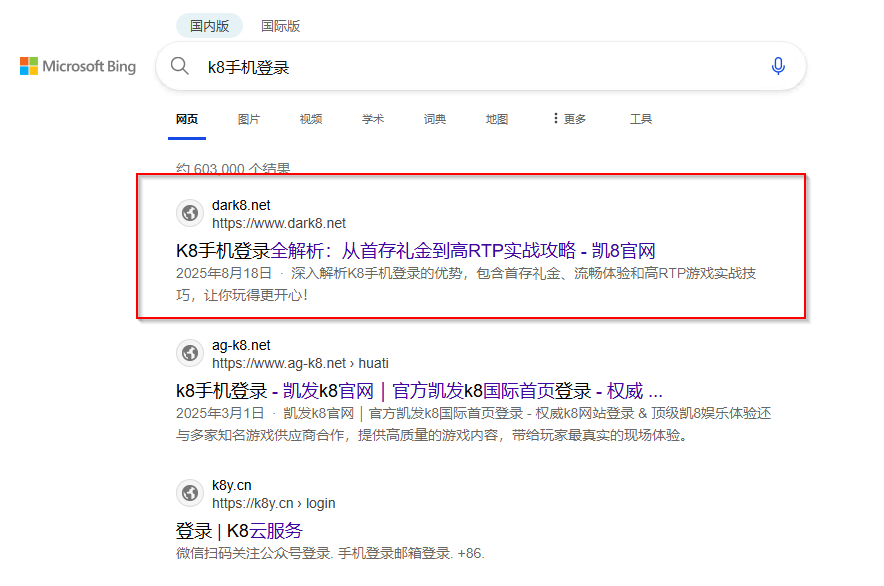 国内版 国际版
Microsoft Bing
k8手机登录
网页 图片 视频 学术 词典 地图 更多 工具
约 603,000 个结果
dark8.net
https://www.dark8.net
K8手机登录全解析：从首存礼金到高RTP实战攻略 - 凯8官网
2025年8月18日 · 深入解析K8手机登录的优势，包含首存礼金、流畅体验和高RTP游戏实战技
巧，让你玩得更开心！
ag-k8.net
https://www.ag-k8.net › huati
k8手机登录 - 凯发k8官网｜官方凯发k8国际首页登录 - 权威 ...
2025年3月1日 · 凯发k8官网｜官方凯发k8国际首页登录 - 权威k8网站登录 & 顶级凯8娱乐体验还
与多家知名游戏供应商合作，提供高质量的游戏内容，带给玩家最真实的现场体验。
k8y.cn
https://k8y.cn › login
登录 | K8云服务
微信扫码关注公众号登录. 手机登录邮箱登录. +86.